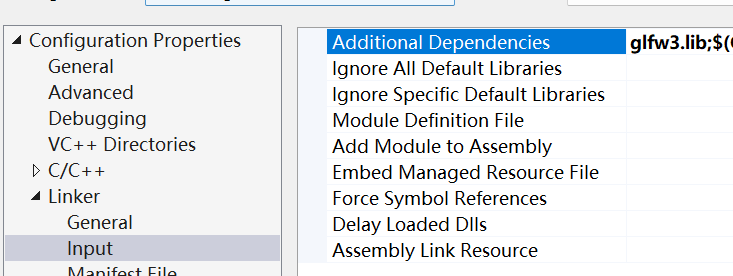 Configuration Properties
General
Advanced
Debugging
VC++ Directories
C/C++
Linker
General
Input
Manifest File
Additional Dependencies glfw3.lib;$(
Ignore All Default Libraries
Ignore Specific Default Libraries
Module Definition File
Add Module to Assembly
Embed Managed Resource File
Force Symbol References
Delay Loaded Dlls
Assembly Link Resource